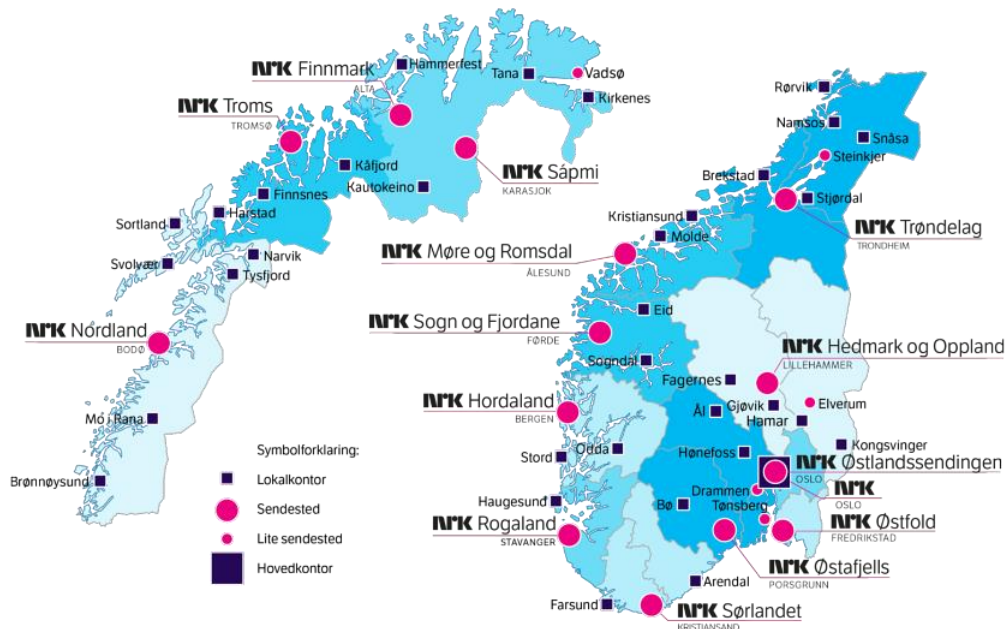 NRK Finnmark
ALTA
Hammerfest
Tana
Vadsø
Kirkenes
NRK Troms
TROMSØ
Kåfjord
Kautokeino
NRK Sápmi
KARASJOK
Finnsnes
Harstad
Sortland
Narvik
Svolvær
Tysfjord
NRK Nordland
BODØ
Mo i Rana
Brønnøysund
Symbolforklaring:
Lokalkontor
Sendested
Lite sendested
Hovedkontor
Rørvik
Namsos
Snåsa
Steinkjer
Brekstad
Stjørdal
Kristiansund
NRK Trøndelag
TRONDHEIM
Molde
NRK Møre og Romsdal
ÅLESUND
Eid
NRK Sogn og Fjordane
FØRDE
Sogndal
NRK Hedmark og Oppland
LILLEHAMMER
Fagernes
Gjøvik
Elverum
Ål
Hamar
NRK Hordaland
BERGEN
Kongsvinger
Odda
Stord
Hønefoss
NRK Østlandssendingen
OSLO
Drammen
NRK
OSLO
Haugesund
Bø
Tønsberg
NRK Rogaland
STAVANGER
NRK Østfold
FREDRIKSTAD
NRK Østafjells
PORSGRUNN
Arendal
Farsund
NRK Sørlandet
KRISTIANSAND